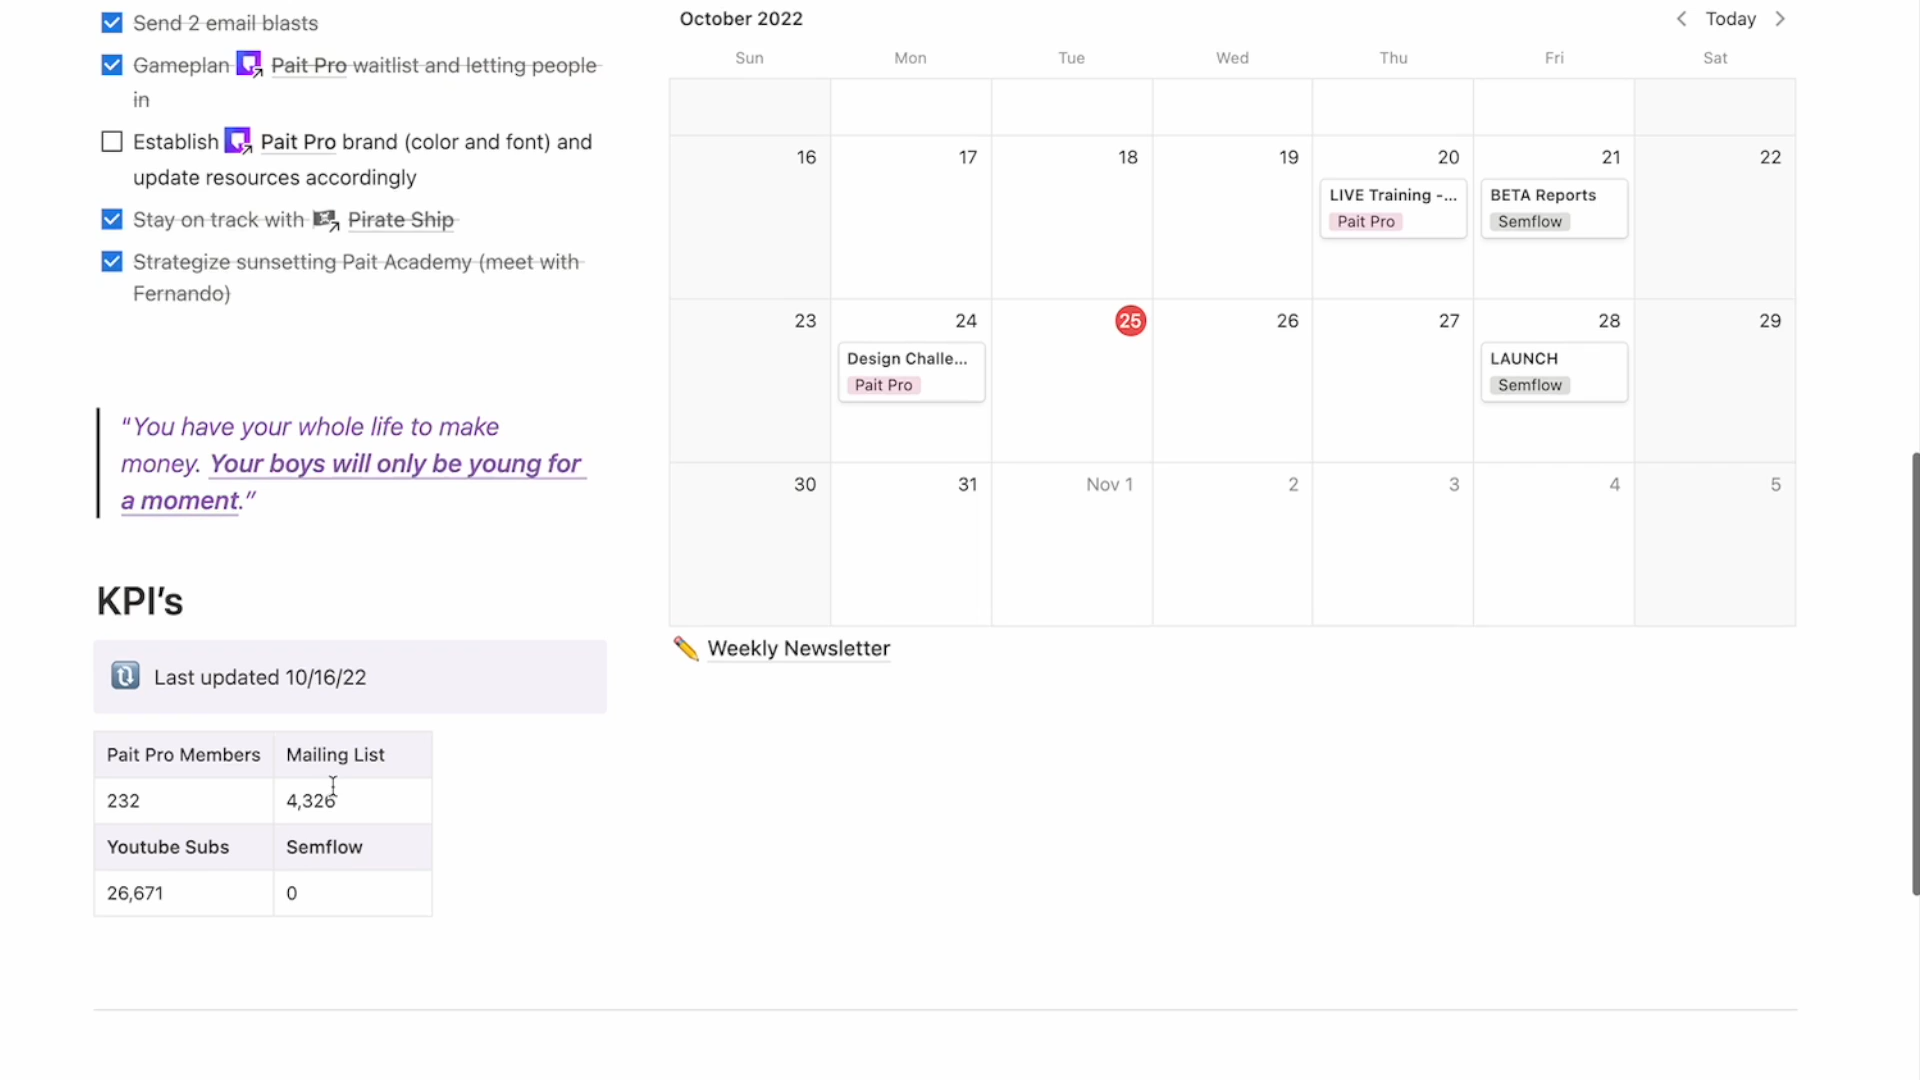 Send 2 email blasts
Gameplan Pait Pro waitlist and letting people
in
Establish Pait Pro brand (color and font) and
update resources accordingly
Stay on track with Pirate Ship
Strategize sunsetting Pait Academy (meet with
Fernando)
"You have your whole life to make
money. Your boys will only be young for
a moment."
KPI's
Last updated 10/16/22
Pait Pro Members Mailing List
232 4,326
Youtube Subs Semflow
26,671 0
October 2022 Today
Sun Mon Tue Wed Thu Fri Sat
16 17 18 19 20 21 22
LIVE Training -... BETA Reports
Pait Pro Semflow
23 24 25 26 27 28 29
Design Challe... LAUNCH
Pait Pro Semflow
30 31 Nov 1 2 3 4 5
Weekly Newsletter